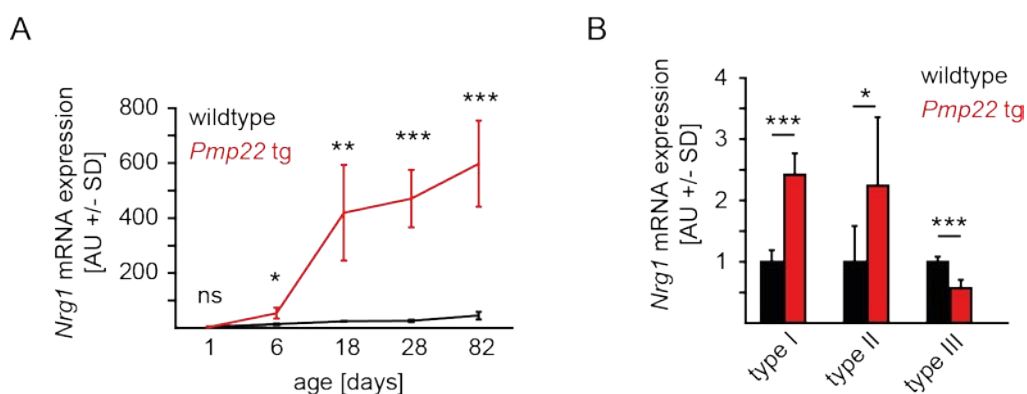 A
Nrg1 mRNA expression
[AU +/- SD]
800
600
400
200
wildtype
Pmp22 tg
ns
*
**
***
***
1 6 18 28 82
age [days]
B
Nrg1 mRNA expression
[AU +/- SD]
4
3
2
1
wildtype
Pmp22 tg
***
*
***
type I
type II
type III